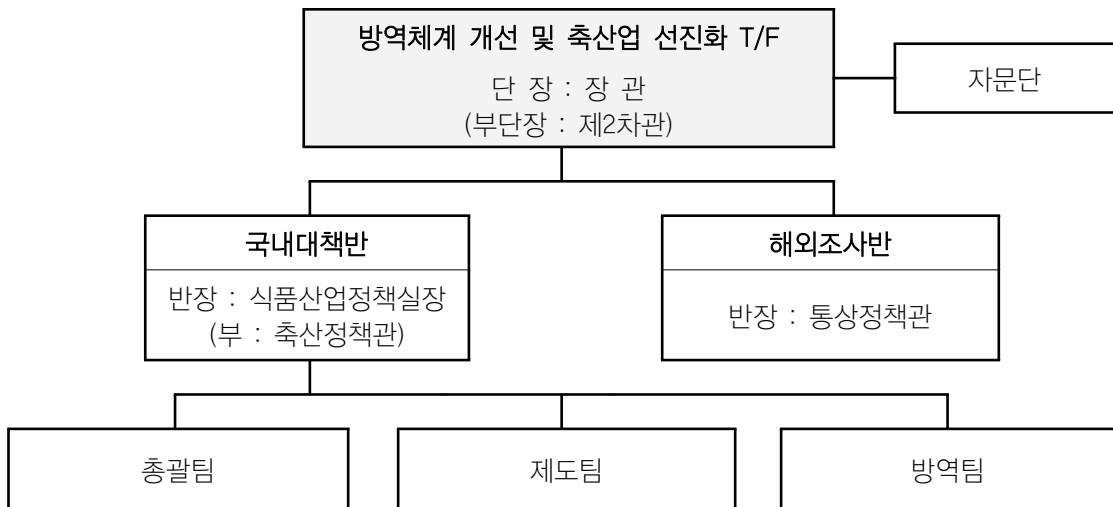 방역체계 개선 및 축산업 선진화 T/F
단 장 : 장 관
(부단장 : 제2차관)
자문단
국내대책반
반장 : 식품산업정책실장
(부 : 축산정책관)
해외조사반
반장 : 통상정책관
총괄팀
제도팀
방역팀